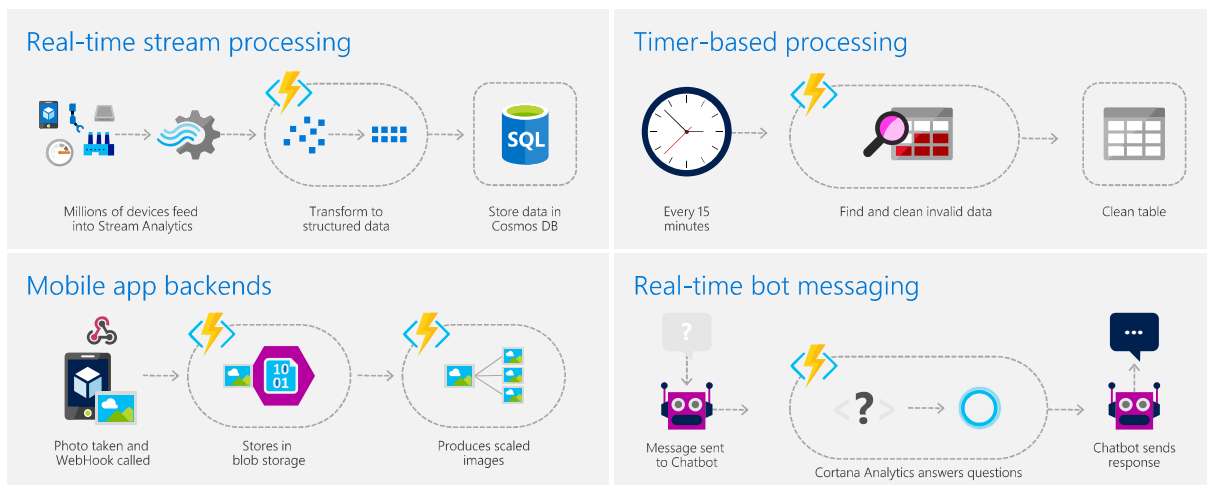 Real-time stream processing
SQL
Millions of devices feed
into Stream Analytics
Transform to
structured data
Store data in
Cosmos DB
Timer-based processing
Every 15
minutes
Find and clean invalid data
Clean table
Mobile app backends
10
01
Photo taken and
WebHook called
Stores in
blob storage
Produces scaled
images
Real-time bot messaging
?
...
<?>
Message sent
to Chatbot
Cortana Analytics answers questions
Chatbot sends
response